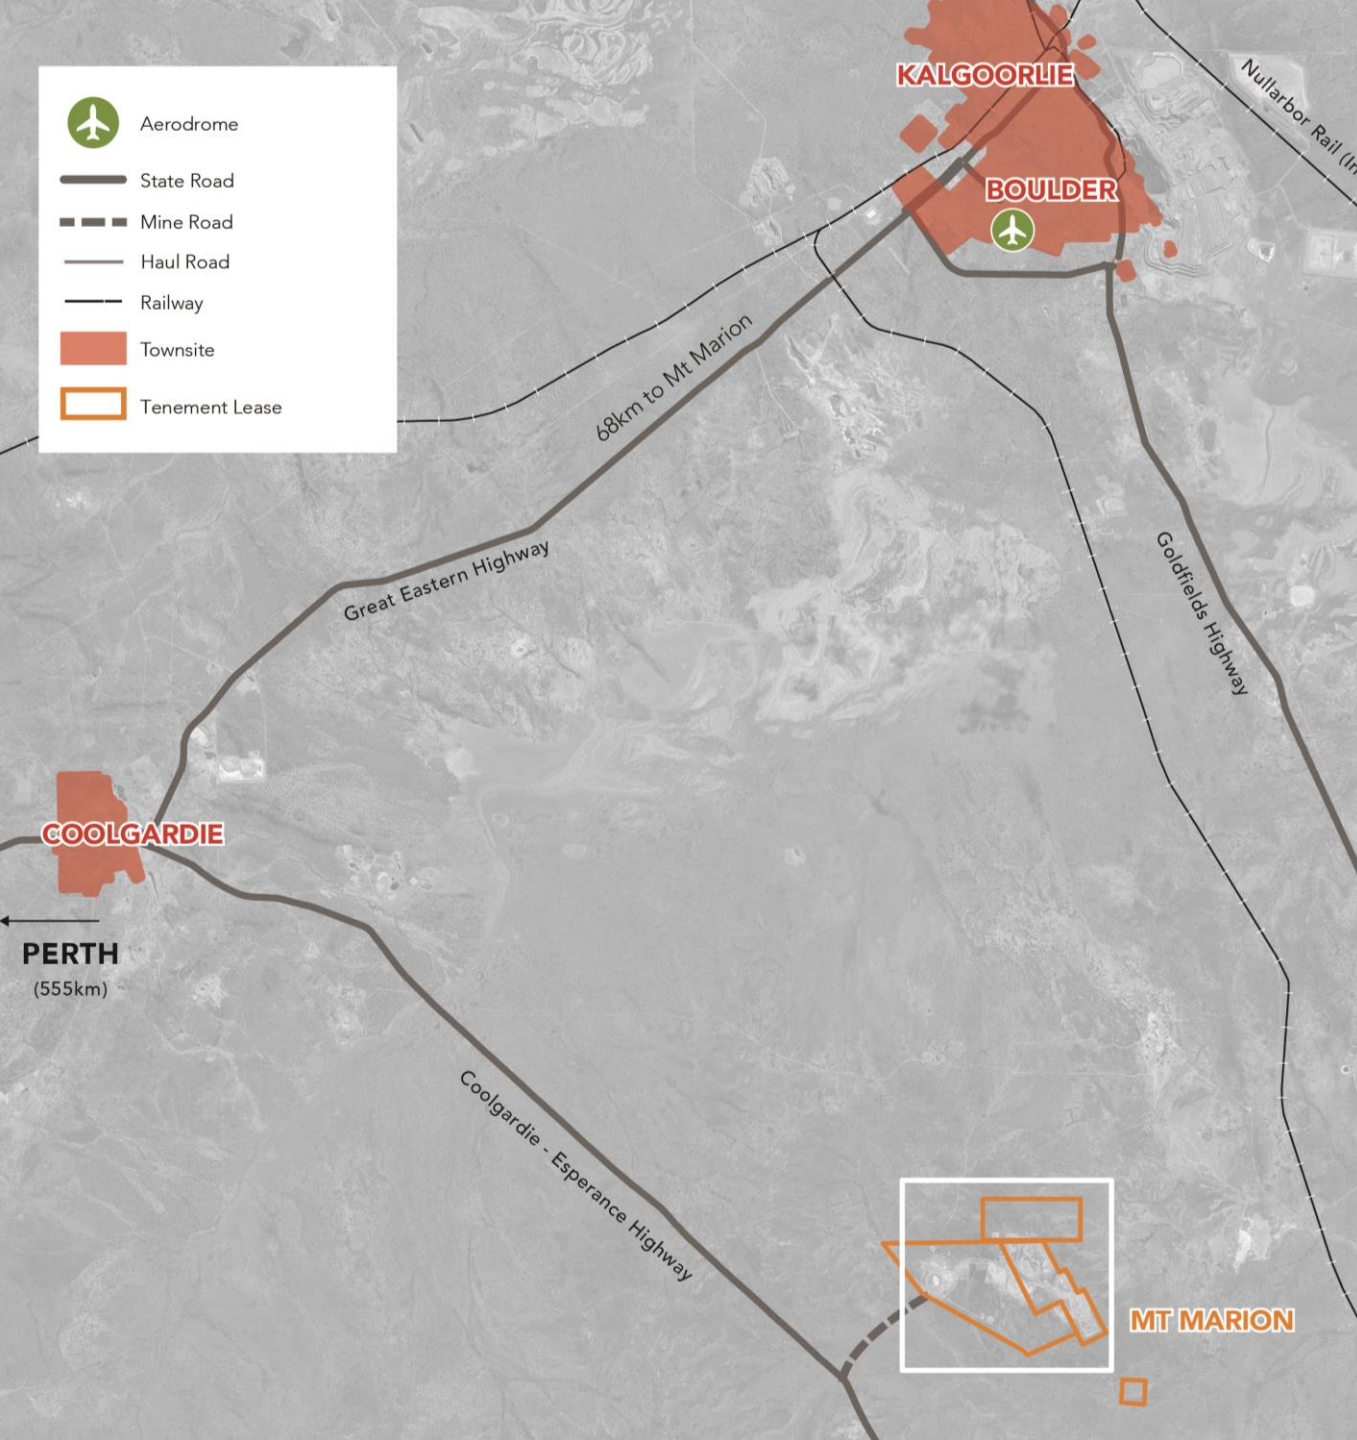 Aerodrome
State Road
Mine Road
Haul Road
Railway
Townsite
Tenement Lease
KALGOORLIE
BOULDER
Nullarbor Rail (In
68km to Mt Marion
Great Eastern Highway
Goldfields Highway
COOLGARDIE
PERTH
(555km)
Coolgardie - Esperance Highway
MT MARION